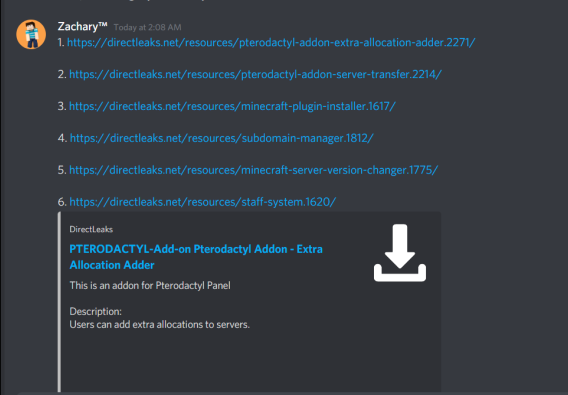 Zachary™ Today at 2:08 AM
1. https://directleaks.net/resources/pterodactyl-addon-extra-allocation-adder.2271/
2. https://directleaks.net/resources/pterodactyl-addon-server-transfer.2214/
3. https://directleaks.net/resources/minecraft-plugin-installer.1617/
4. https://directleaks.net/resources/subdomain-manager.1812/
5. https://directleaks.net/resources/minecraft-server-version-changer.1775/
6. https://directleaks.net/resources/staff-system.1620/
DirectLeaks
PTERODACTYL-Add-on Pterodactyl Addon - Extra
Allocation Adder
This is an addon for Pterodactyl Panel
Description:
Users can add extra allocations to servers.